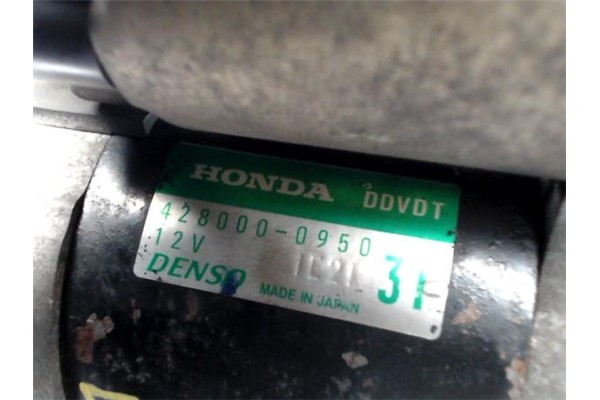 HONDA DDVDT
428000-0950
12V
DENSO MADE IN JAPAN